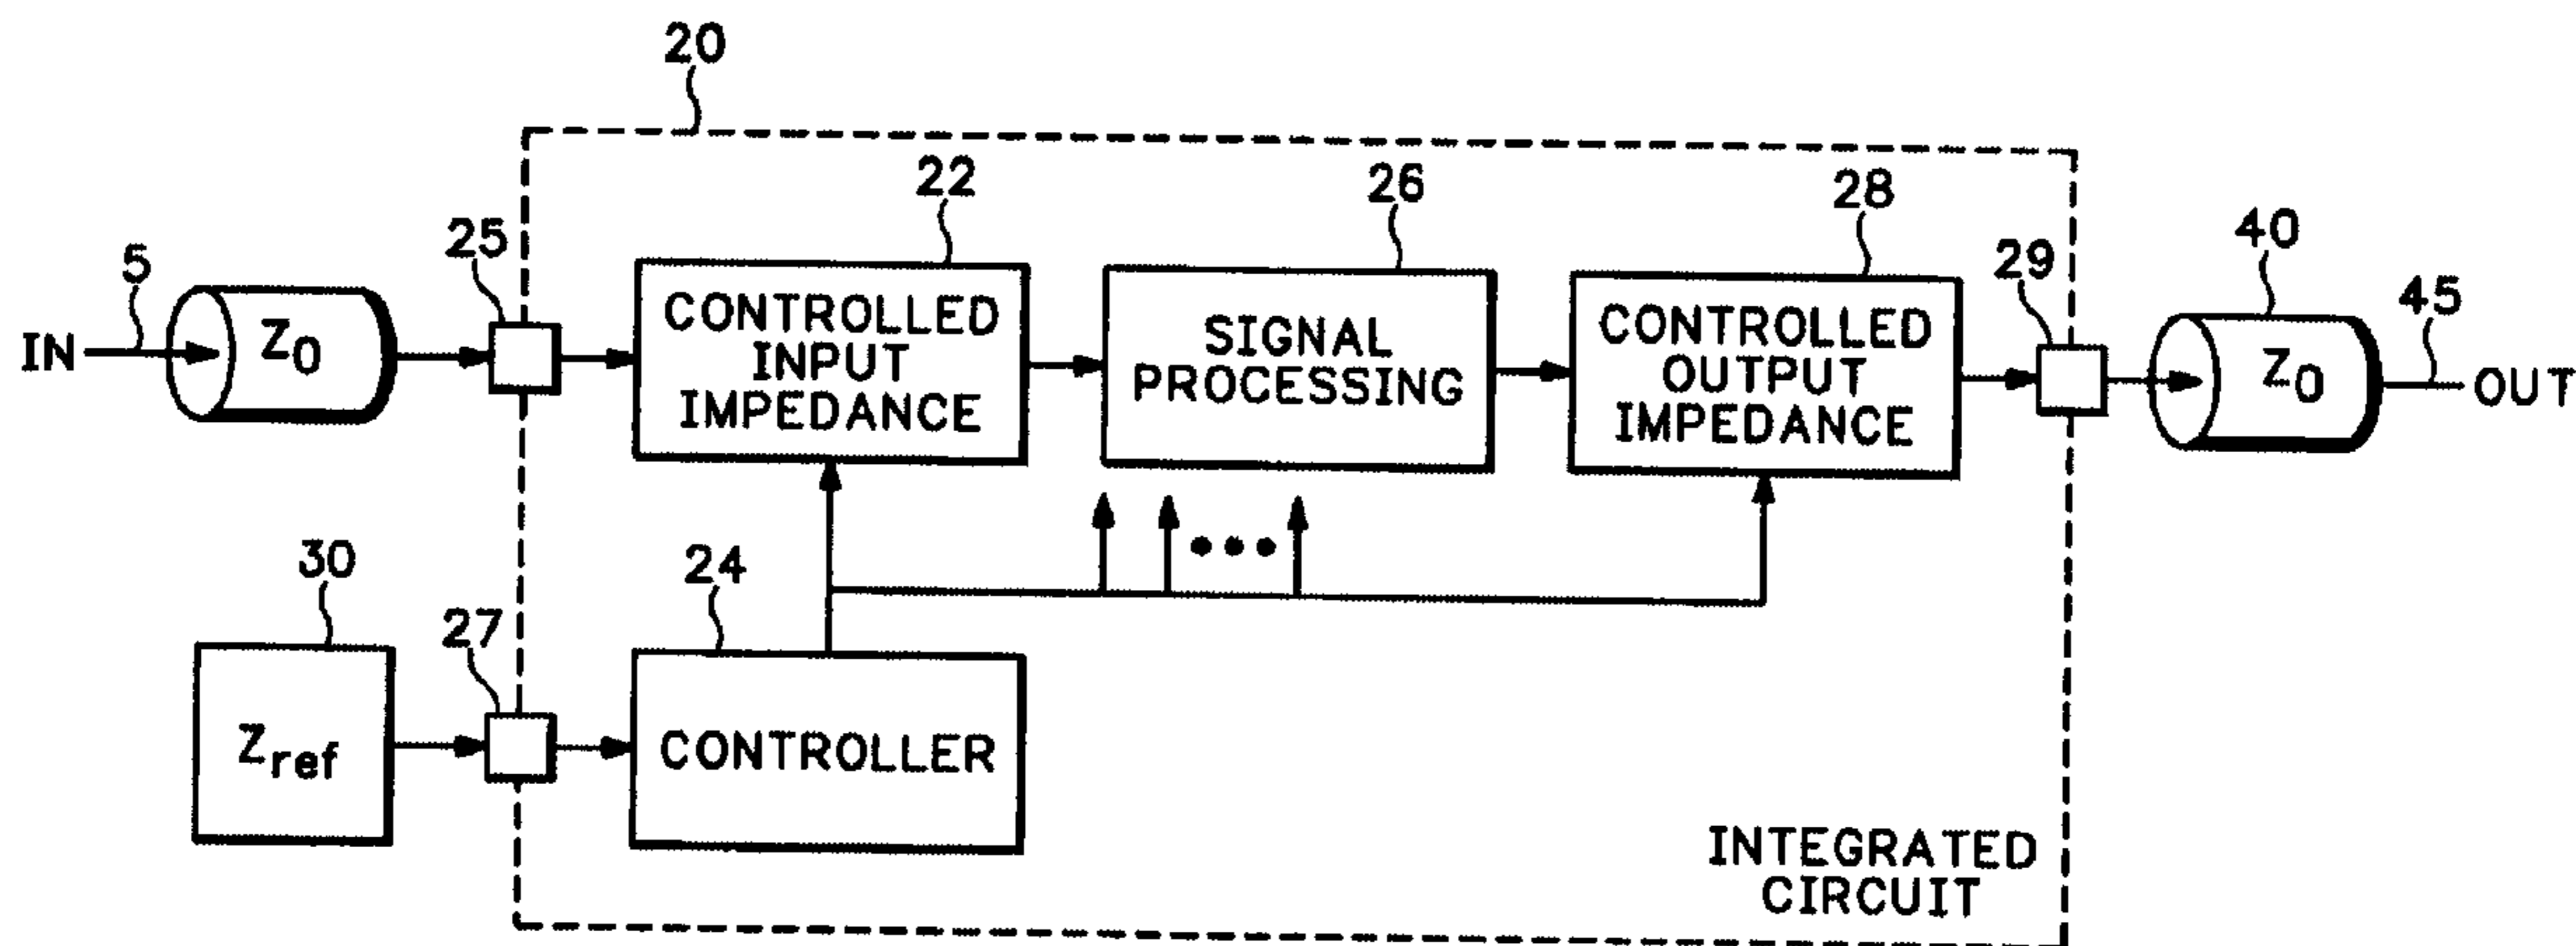 20
22
26
28
25
29
40
5
45
IN
Z0
CONTROLLED
INPUT
IMPEDANCE
SIGNAL
PROCESSING
CONTROLLED
OUTPUT
IMPEDANCE
Z0
OUT
30
24
27
Zref
CONTROLLER
INTEGRATED
CIRCUIT